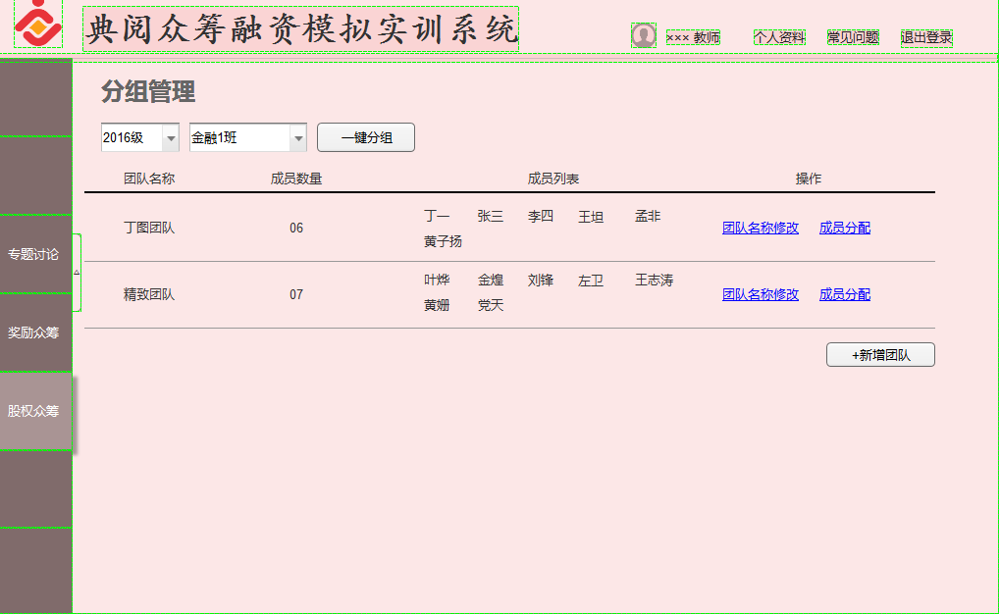 典阅众筹融资模拟实训系统
××× 教师 个人资料 常见问题 退出登录
分组管理
2016级 金融1班 一键分组
团队名称 成员数量 成员列表 操作
丁一 张三 李四 王坦 孟非
丁图团队 06 团队名称修改 成员分配
黄子扬
叶烨 金煌 刘锋 左卫 王志涛
精致团队 07 团队名称修改 成员分配
黄姗 党天
+新增团队
专题讨论
奖励众筹
股权众筹